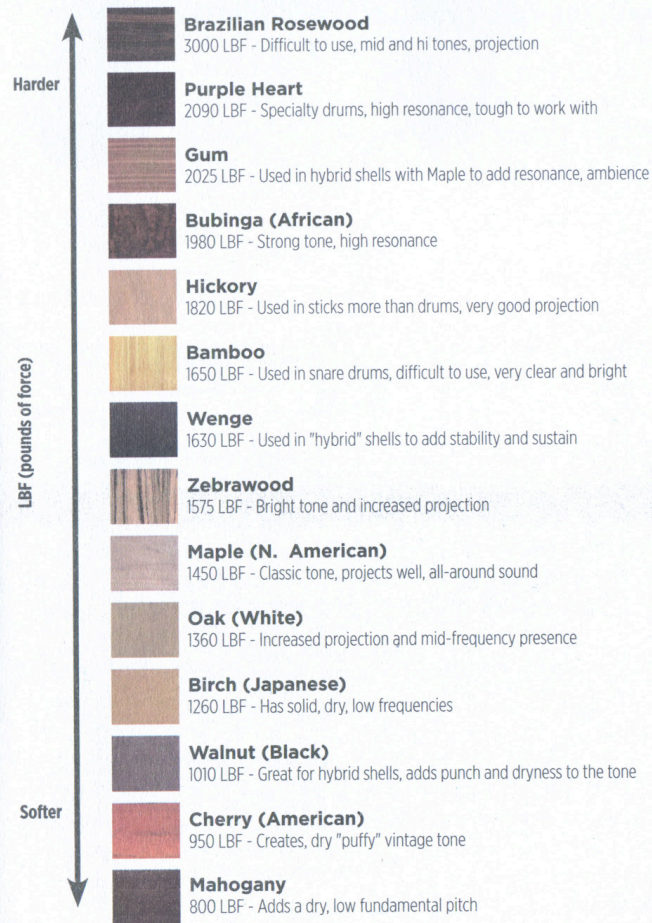 Brazilian Rosewood
3000 LBF - Difficult to use, mid and hi tones, projection
Harder
Purple Heart
2090 LBF - Specialty drums, high resonance, tough to work with
Gum
2025 LBF - Used in hybrid shells with Maple to add resonance, ambience
Bubinga (African)
1980 LBF - Strong tone, high resonance
Hickory
1820 LBF - Used in sticks more than drums, very good projection
Bamboo
1650 LBF - Used in snare drums, difficult to use, very clear and bright
LBF (pounds of force)
Wenge
1630 LBF - Used in "hybrid" shells to add stability and sustain
Zebrawood
1575 LBF - Bright tone and increased projection
Maple (N. American)
1450 LBF - Classic tone, projects well, all-around sound
Oak (White)
1360 LBF - Increased projection and mid-frequency presence
Birch (Japanese)
1260 LBF - Has solid, dry, low frequencies
Walnut (Black)
1010 LBF - Great for hybrid shells, adds punch and dryness to the tone
Softer
Cherry (American)
950 LBF - Creates, dry "puffy" vintage tone
Mahogany
800 LBF - Adds a dry, low fundamental pitch